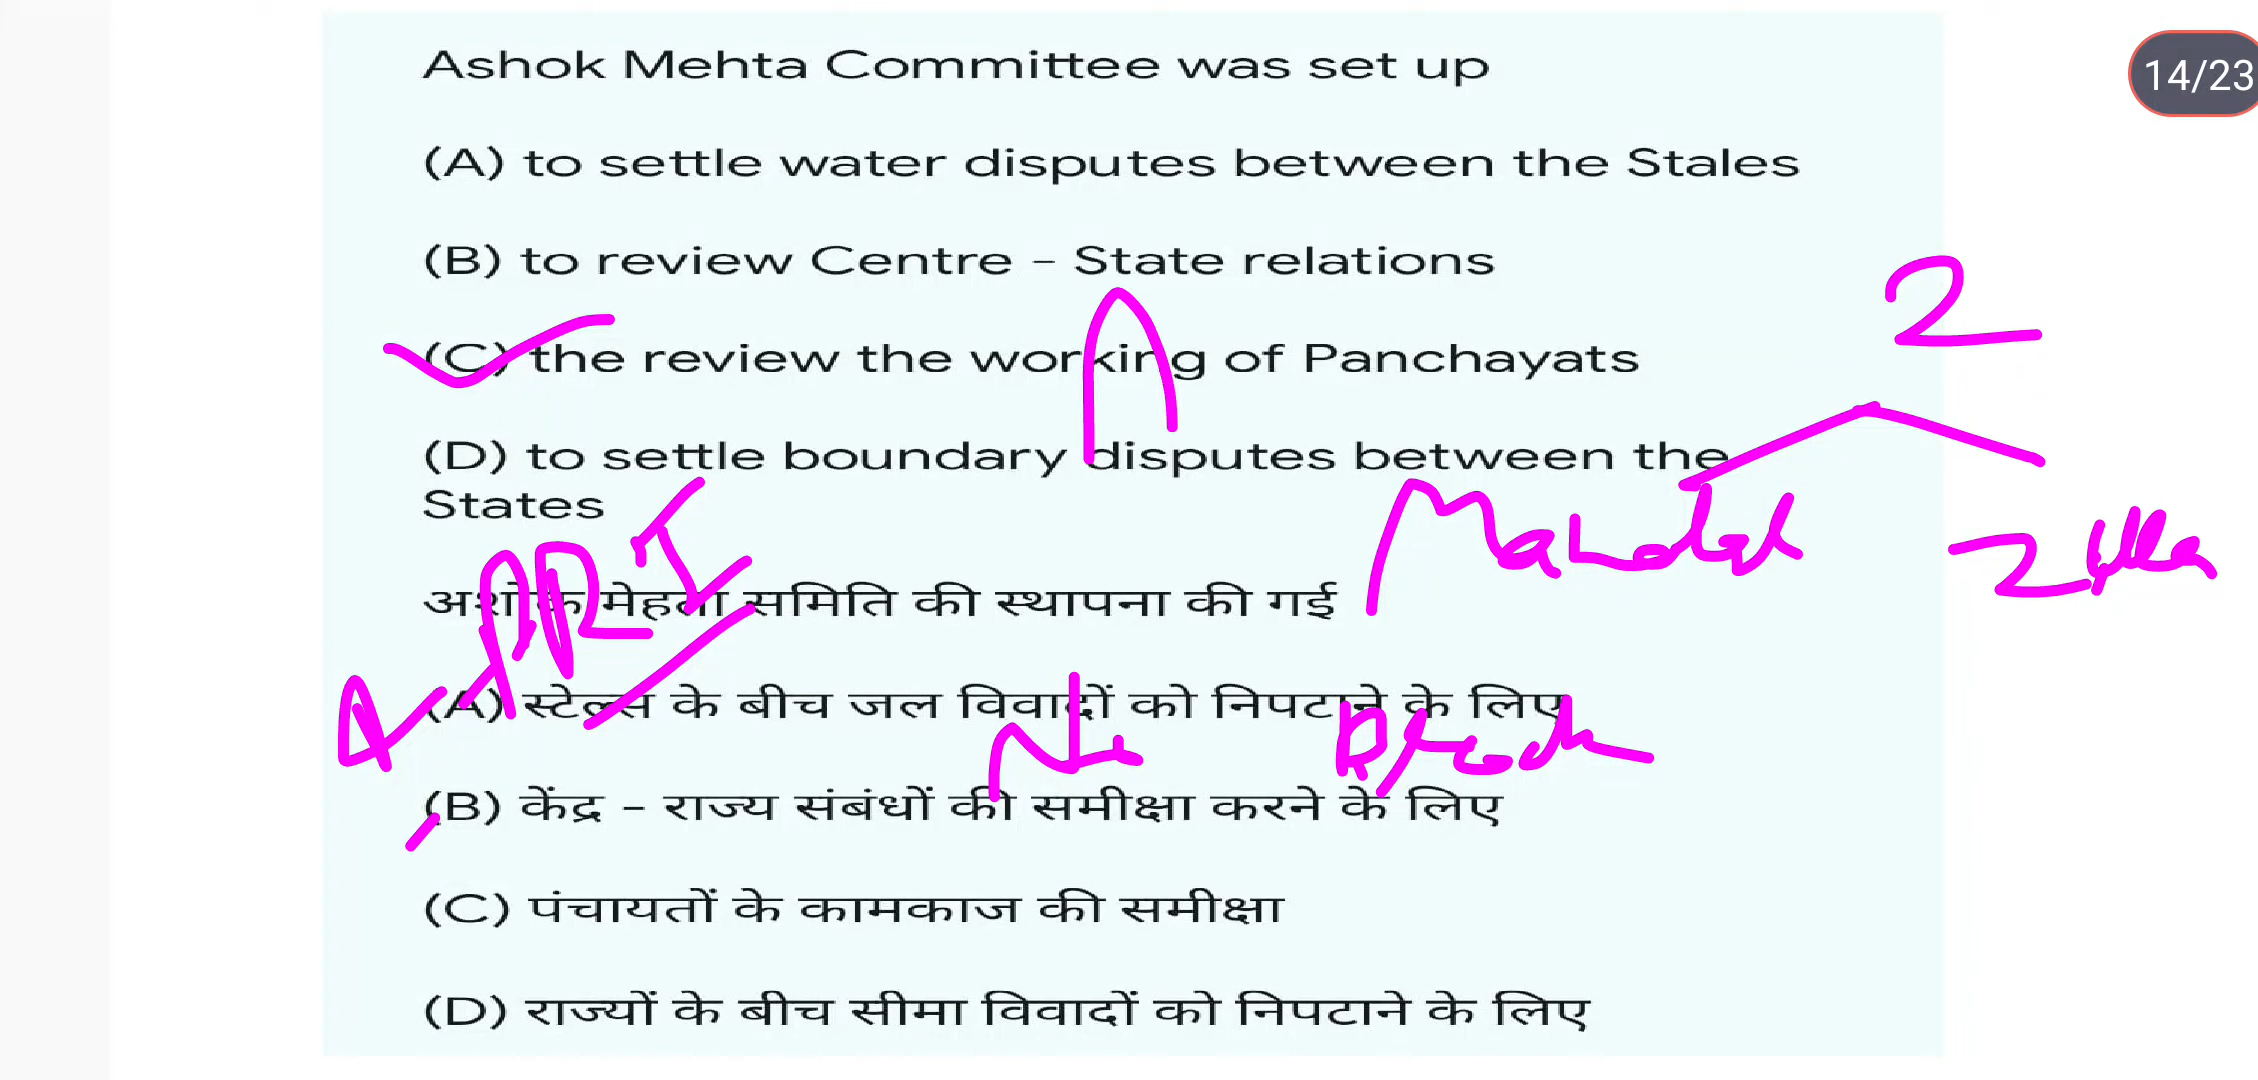 14/23
Ashok Mehta Committee was set up
(A) to settle water disputes between the Stales
(B) to review Centre – State relations
2
(C) the review the working of Panchayats
(D) to settle boundary disputes between the
States
Mandal
Zilla
PRI
अशोक मेहता समिति की स्थापना की गई
(A) स्टेल्स के बीच जल विवादों को निपटाने के लिए
Block
(B) केंद्र – राज्य संबंधों की समीक्षा करने के लिए
(C) पंचायतों के कामकाज की समीक्षा
(D) राज्यों के बीच सीमा विवादों को निपटाने के लिए